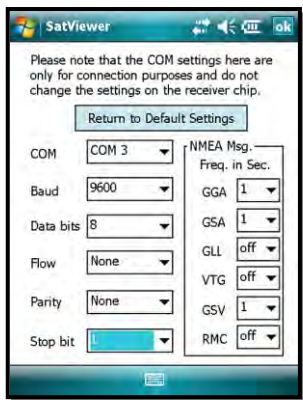 SatViewer
ok
Please note that the COM
settings here are
only for connection purposes and do not
change the settings on the
receiver chip.
Return to Default Settings
COM
COM 3
Baud
9600
Data bits
8
Flow
None
Parity
None
Stop bit
1
NMEA Msg.
Freq. in Sec.
GGA
1
GSA
1
GLL
off
VTG
off
GSV
1
RMC
off